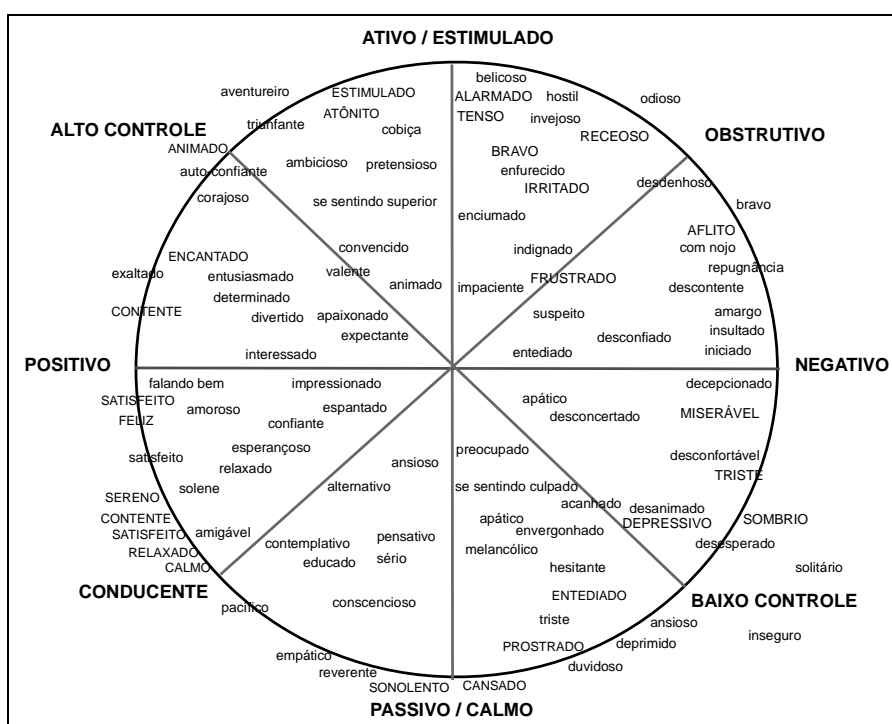 ATIVO / ESTIMULADO
belicoso
aventureiro
ESTIMULADO
ALARMADO
hostil
odioso
ATÔNITO
TENSO
invejoso
triunfante
cobiça
RECEOSO
ALTO CONTROLE
OBSTRUTIVO
ANIMADO
BRAVO
ambicioso
pretensioso
enfurecido
auto-confiante
IRRITADO
desdenhoso
corajoso
se sentindo superior
bravo
enciumado
AFLITO
convencido
indignado
com nojo
ENCANTADO
repugnância
exaltado
entusiasmado
valente
animado
impaciente
FRUSTRADO
descontente
determinado
CONTENTE
divertido
apaixonado
suspeito
amargo
expectante
desconfiado
insultado
interessado
entediado
iniciado
POSITIVO
NEGATIVO
falando bem
impressionado
decepcionado
SATISFEITO
amoroso
espantado
apático
FELIZ
confiante
desconcertado
MISERÁVEL
esperançoso
preocupado
satisfeito
relaxado
ansioso
desconfortável
TRISTE
solene
alternativo
se sentindo culpado
SERENO
acanhado
desanimado
CONTENTE
apático
DEPRESSIVO
SOMBRIO
SATISFEITO
amigável
pensativo
envergonhado
RELAXADO
contemplativo
melancólico
desesperado
CALMO
educado
sério
hesitante
solitário
CONDUCENTE
ENTEDIADO
BAIXO CONTROLE
pacífico
conscencioso
triste
ansioso
inseguro
PROSTRADO
deprimido
empático
duvidoso
reverente
SONOLENTO
CANSADO
PASSIVO / CALMO